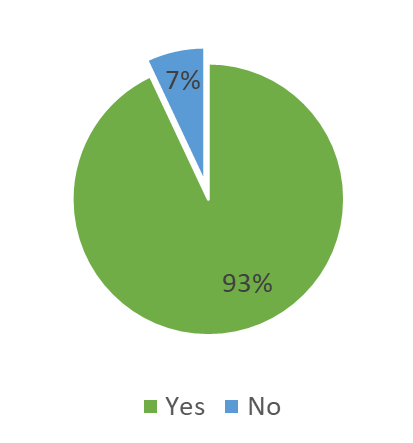 7%
93%
Yes No